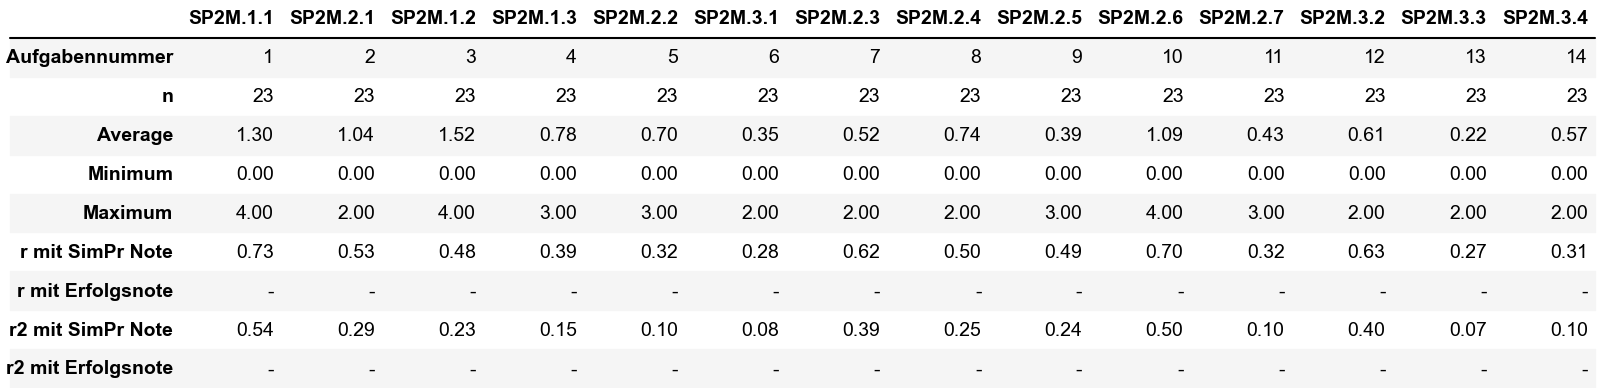 SP2M.1.1 SP2M.2.1 SP2M.1.2 SP2M.1.3 SP2M.2.2 SP2M.3.1 SP2M.2.3 SP2M.2.4 SP2M.2.5 SP2M.2.6 SP2M.2.7 SP2M.3.2 SP2M.3.3 SP2M.3.4
Aufgabennummer 1 2 3 4 5 6 7 8 9 10 11 12 13 14
n 23 23 23 23 23 23 23 23 23 23 23 23 23 23
Average 1.30 1.04 1.52 0.78 0.70 0.35 0.52 0.74 0.39 1.09 0.43 0.61 0.22 0.57
Minimum 0.00 0.00 0.00 0.00 0.00 0.00 0.00 0.00 0.00 0.00 0.00 0.00 0.00 0.00
Maximum 4.00 2.00 4.00 3.00 3.00 2.00 2.00 2.00 3.00 4.00 3.00 2.00 2.00 2.00
r mit SimPr Note 0.73 0.53 0.48 0.39 0.32 0.28 0.62 0.50 0.49 0.70 0.32 0.63 0.27 0.31
r mit Erfolgsnote - - - - - - - - - - - - - -
r2 mit SimPr Note 0.54 0.29 0.23 0.15 0.10 0.08 0.39 0.25 0.24 0.50 0.10 0.40 0.07 0.10
r2 mit Erfolgsnote - - - - - - - - - - - - - -